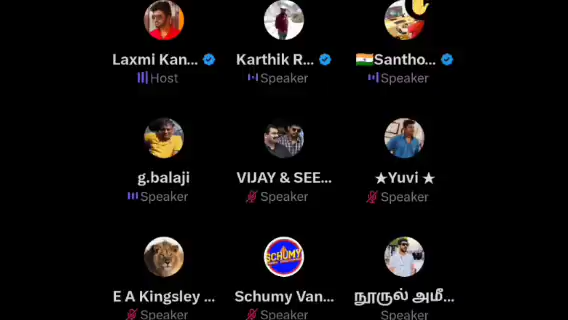 Laxmi Kan... Karthik R... 🇮🇳Santho...
Host Speaker Speaker
g.balaji VIJAY & SEE... ★Yuvi ★
Speaker Speaker Speaker
SCHUMY
E A Kingsley ... Schumy Van... நூருல் அமீ...
Speaker Speaker Speaker